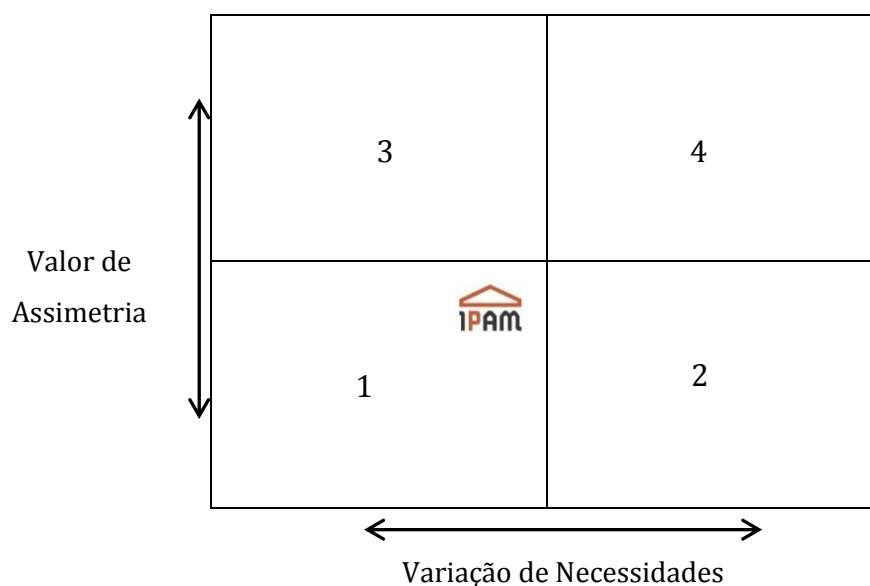 3
4
Valor de
Assimetria
IPAM
1
2
Variação de Necessidades